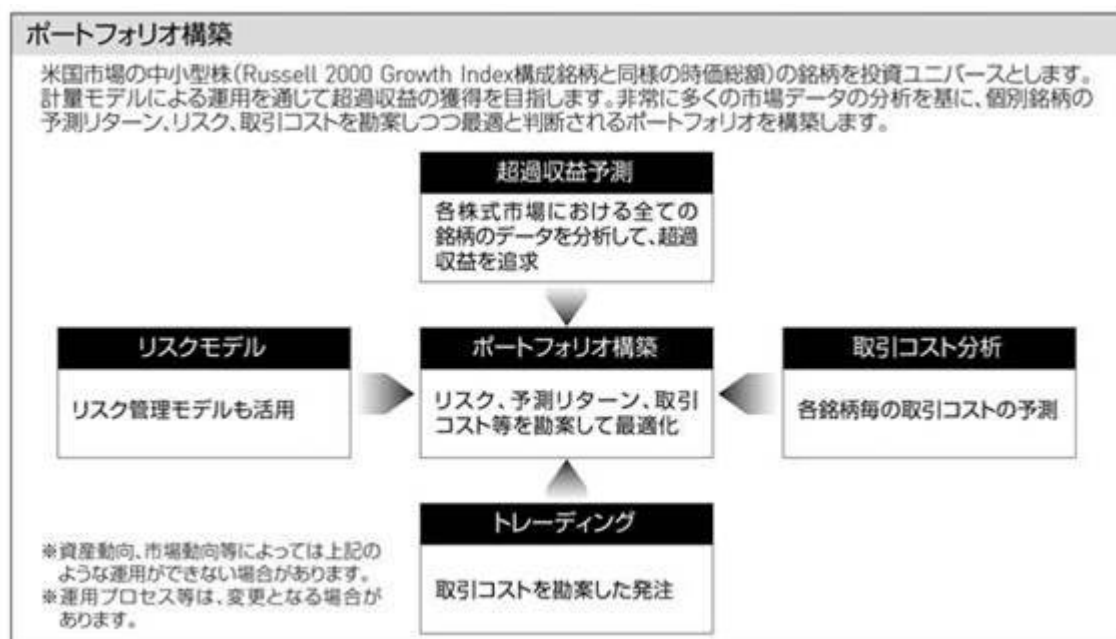 ポートフォリオ構築
米国市場の中小型株(Russell 2000 Growth Index構成銘柄と同様の時価総額)の銘柄を投資ユニバースとします。
計量モデルによる運用を通じて超過収益の獲得を目指します。非常に多くの市場データの分析を基に、個別銘柄の
予測リターン、リスク、取引コストを勘案しつつ最適と判断されるポートフォリオを構築します。
超過収益予測
各株式市場における全ての
銘柄のデータを分析して、超過
収益を追求
リスクモデル
リスク管理モデルも活用
ポートフォリオ構築
リスク、予測リターン、取引
コスト等を勘案して最適化
取引コスト分析
各銘柄毎の取引コストの予測
トレーディング
取引コストを勘案した発注
※資産動向、市場動向等によっては上記の
ような運用ができない場合があります。
※運用プロセス等は、変更となる場合が
あります。